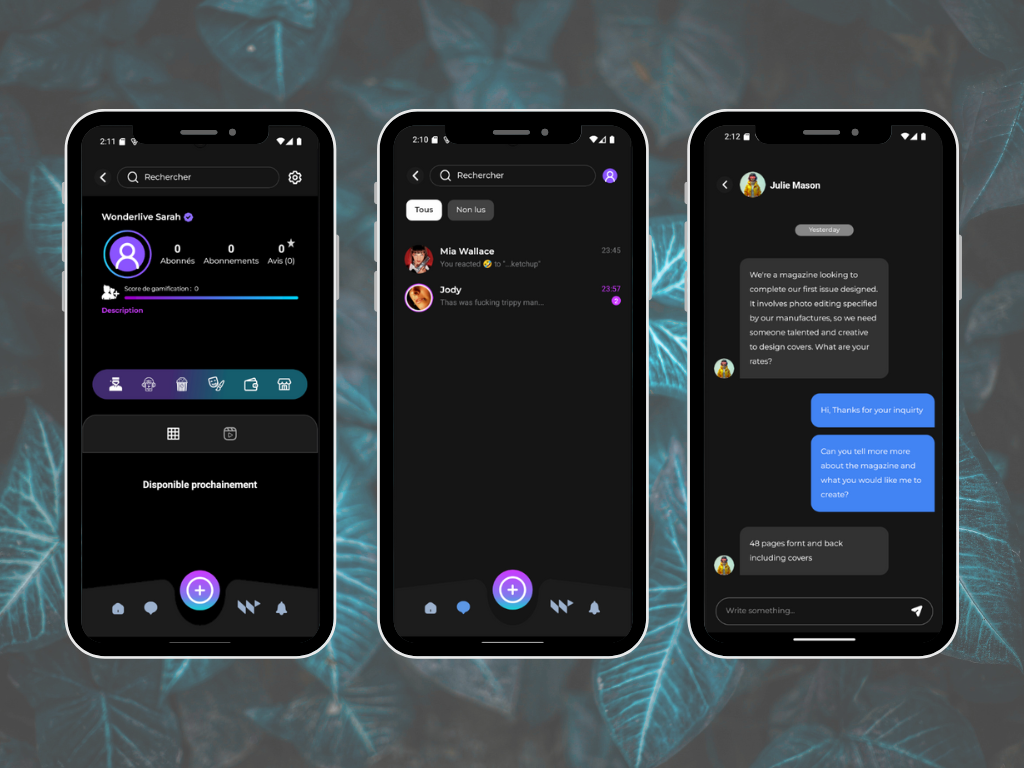 2:11
Rechercher
Wonderlive Sarah
0
0
0
Abonnés
Abonnements
Avis (0)
Score de gamification : 0
Description
Disponible prochainement
2:10
Rechercher
Tous
Non lus
Mia Wallace
23:45
You reacted 🤣 to "...ketchup"
Jody
23:57
Thas was fucking trippy man...
2
2:12
Julie Mason
Yesterday
We're a magazine looking to
complete our first issue designed.
It involves photo editing specified
by our manufactures, so we need
someone talented and creative
to design covers. What are your
rates?
Hi, Thanks for your inquirty
Can you tell more more
about the magazine and
what you would like me to
create?
48 pages fornt and back
including covers
Write something...